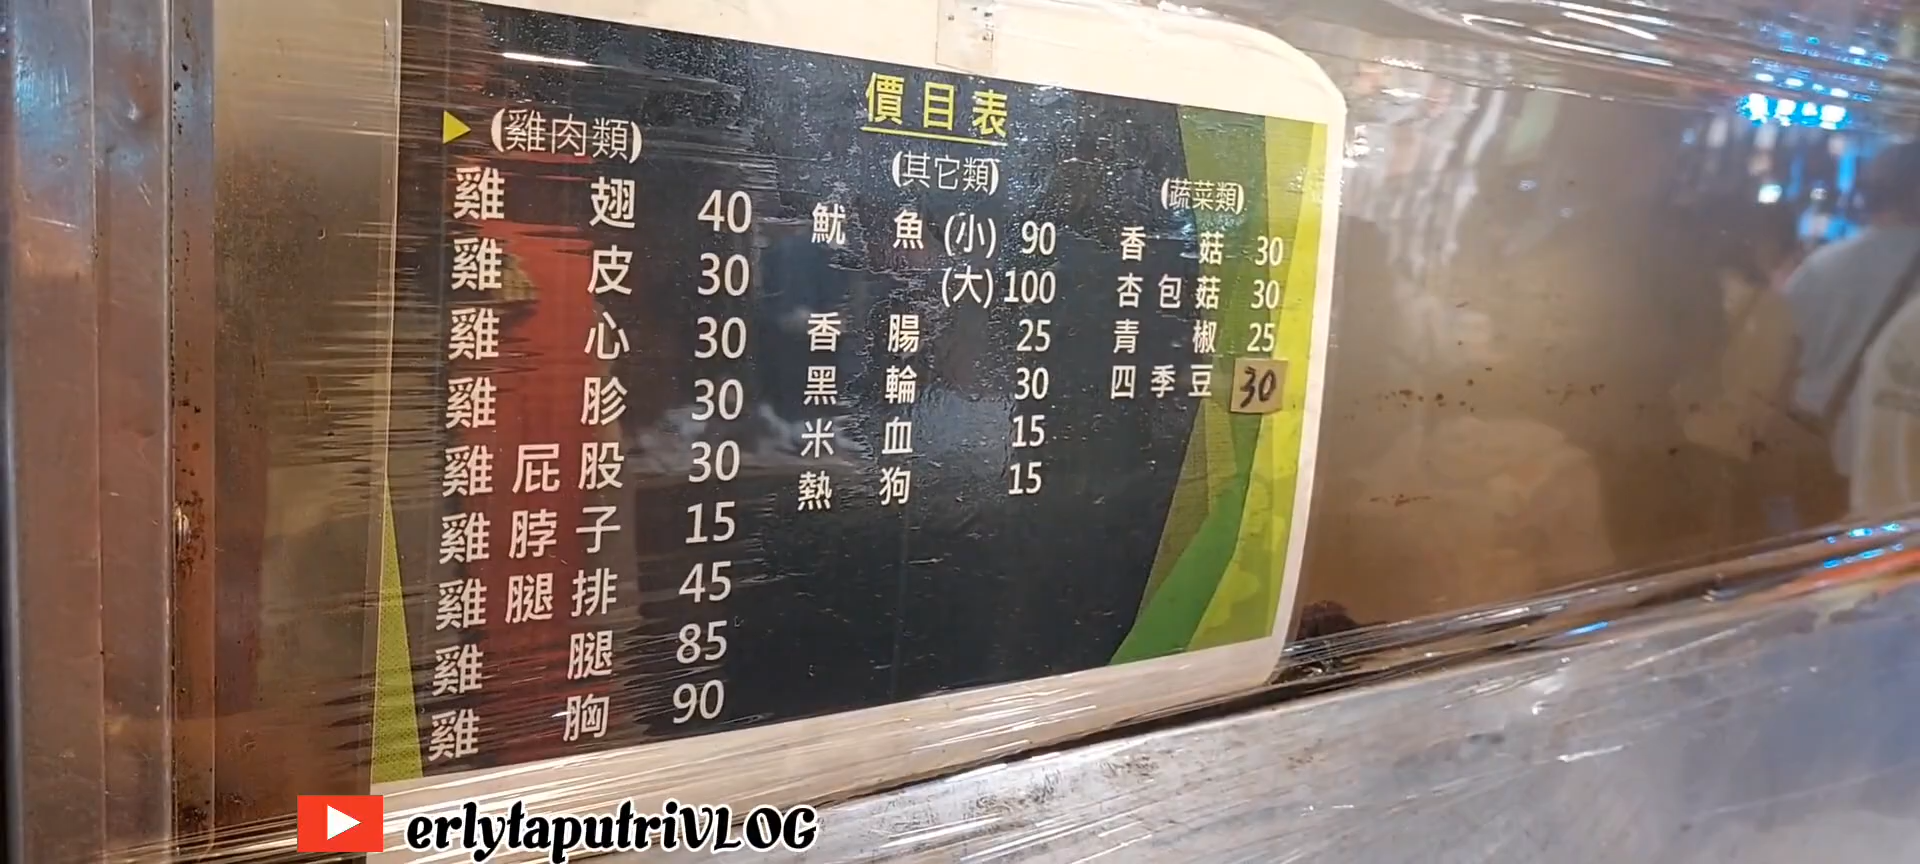 價目表
(雞肉類)
雞翅 40
雞皮 30
雞心 30
雞胗 30
雞屁股 30
雞脖子 15
雞腿排 45
雞腿 85
雞胸 90
(其它類)
魷魚(小) 90
(大) 100
香腸 25
黑輪 30
米血 15
熱狗 15
(蔬菜類)
香菇 30
杏包菇 30
青椒 25
四季豆 30
erlytaputriVLOG